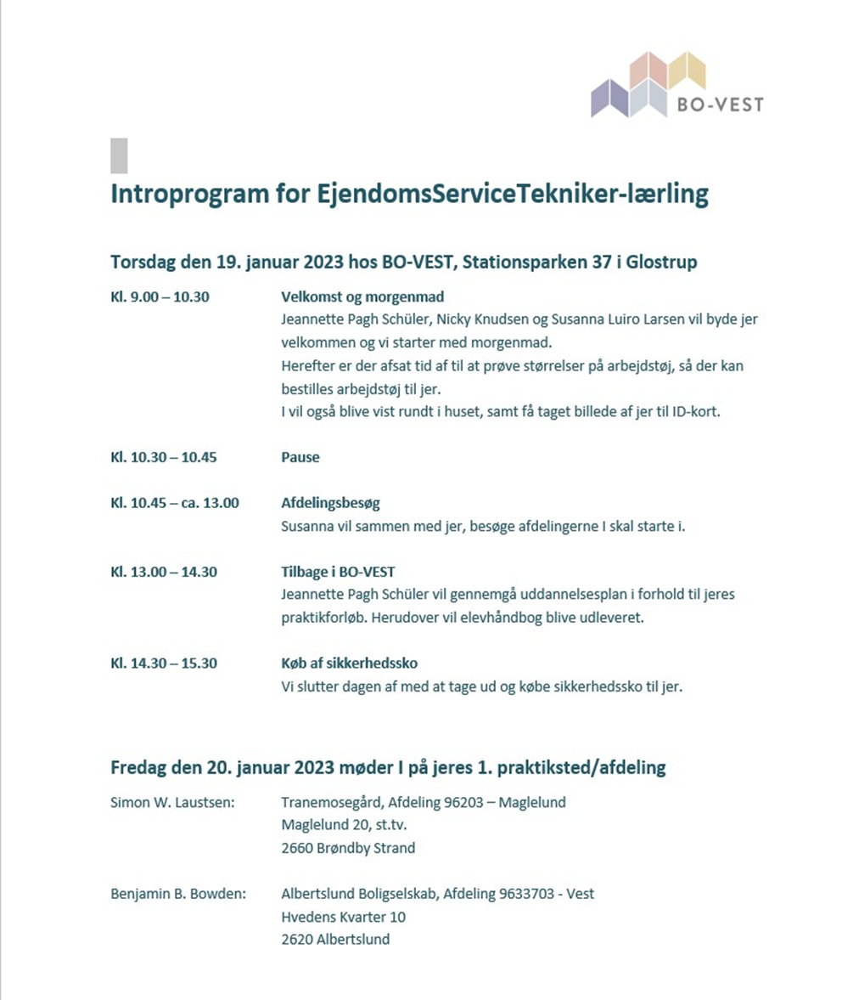 BO-VEST
Introprogram for EjendomsServiceTekniker-lærling
Torsdag den 19. januar 2023 hos BO-VEST, Stationsparken 37 i Glostrup
Kl. 9.00 – 10.30 Velkomst og morgenmad
Jeannette Pagh Schüler, Nicky Knudsen og Susanna Luiro Larsen vil byde jer
velkommen og vi starter med morgenmad.
Herefter er der afsat tid af til at prøve størrelser på arbejdstøj, så der kan
bestilles arbejdstøj til jer.
I vil også blive vist rundt i huset, samt få taget billede af jer til ID-kort.
Kl. 10.30 – 10.45 Pause
Kl. 10.45 – ca. 13.00 Afdelingsbesøg
Susanna vil sammen med jer, besøge afdelingerne I skal starte i.
Kl. 13.00 – 14.30 Tilbage i BO-VEST
Jeannette Pagh Schüler vil gennemgå uddannelsesplan i forhold til jeres
praktikforløb. Herudover vil elevhåndbog blive udleveret.
Kl. 14.30 – 15.30 Køb af sikkerhedssko
Vi slutter dagen af med at tage ud og købe sikkerhedssko til jer.
Fredag den 20. januar 2023 møder I på jeres 1. praktiksted/afdeling
Simon W. Laustsen: Tranemosegård, Afdeling 96203 – Maglelund
Maglelund 20, st.tv.
2660 Brøndby Strand
Benjamin B. Bowden: Albertslund Boligselskab, Afdeling 9633703 - Vest
Hvedens Kvarter 10
2620 Albertslund